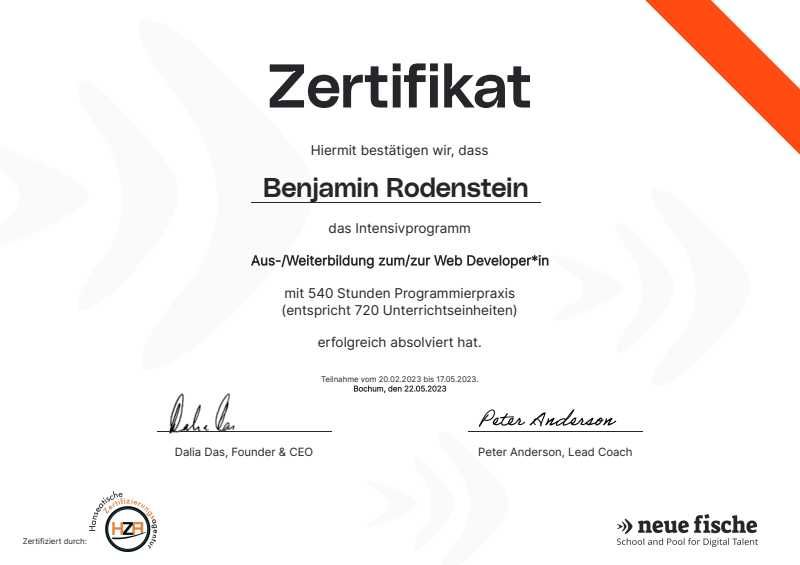 Zertifikat
Hiermit bestätigen wir, dass
Benjamin Rodenstein
das Intensivprogramm
Aus-/Weiterbildung zum/zur Web Developer*in
mit 540 Stunden Programmierpraxis
(entspricht 720 Unterrichtseinheiten)
erfolgreich absolviert hat.
Teilnahme vom 20.02.2023 bis 17.05.2023.
Bochum, den 22.05.2023
Dalia Das
Peter Anderson
Dalia Das, Founder & CEO
Peter Anderson, Lead Coach
Zertifiziert durch:
Hanseatische
Zertifizierungsagentur
HZA
neue fische
School and Pool for Digital Talent